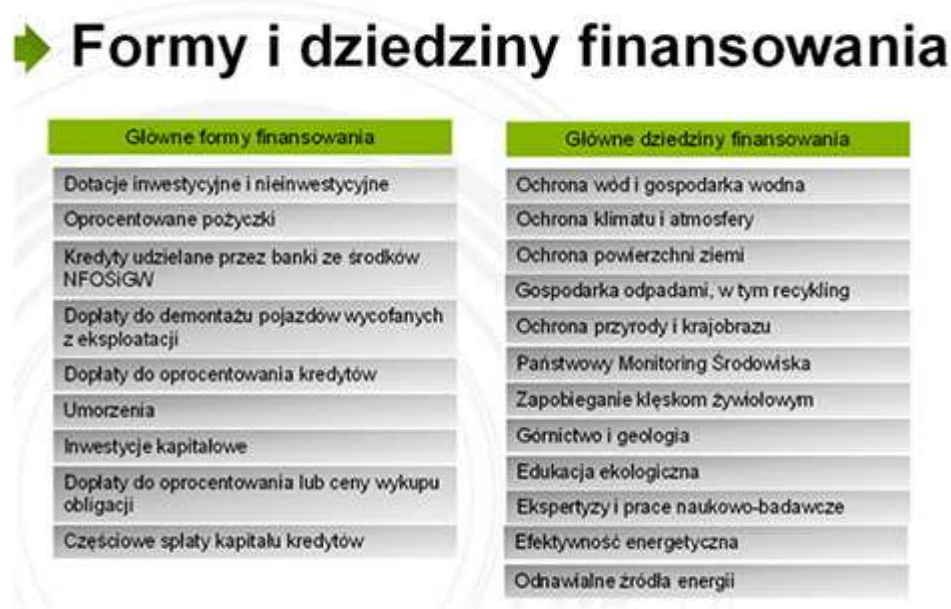 Formy i dziedziny finansowania
Główne formy finansowania
Dotacje inwestycyjne i nieinwestycyjne
Oprocentowane pożyczki
Kredyty udzielane przez banki ze środków
NFOŚiGW
Dopłaty do demontażu pojazdów wycofanych
z eksploatacji
Dopłaty do oprocentowania kredytów
Umorzenia
Inwestycje kapitałowe
Dopłaty do oprocentowania lub ceny wykupu
obligacji
Częściowe spłaty kapitału kredytów
Główne dziedziny finansowania
Ochrona wód i gospodarka wodna
Ochrona klimatu i atmosfery
Ochrona powierzchni ziemi
Gospodarka odpadami, w tym recykling
Ochrona przyrody i krajobrazu
Państwowy Monitoring Środowiska
Zapobieganie klęskom żywiołowym
Górnictwo i geologia
Edukacja ekologiczna
Ekspertyzy i prace naukowo-badawcze
Efektywność energetyczna
Odnawialne źródła energii